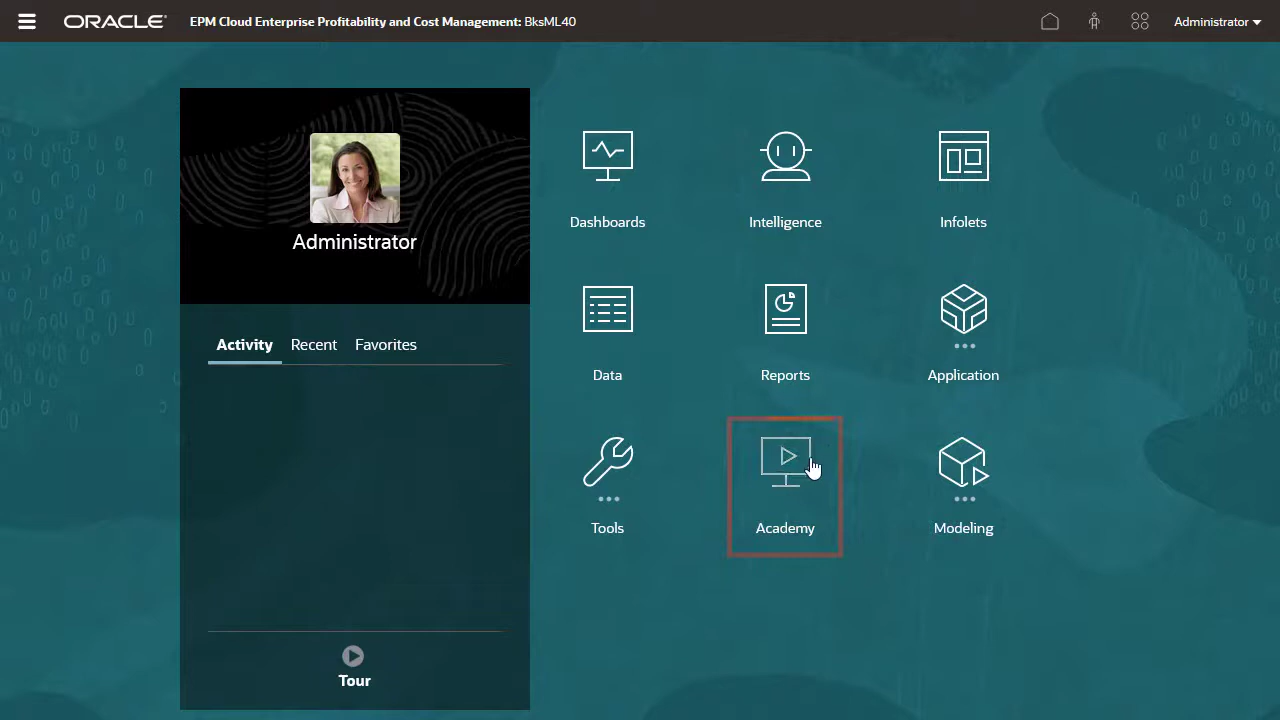 ORACLE
EPM Cloud Enterprise Profitability and Cost Management: BksML40
Administrator
Administrator
Activity Recent Favorites
Tour
Dashboards Intelligence Infolets
Data Reports Application
Tools Academy Modeling